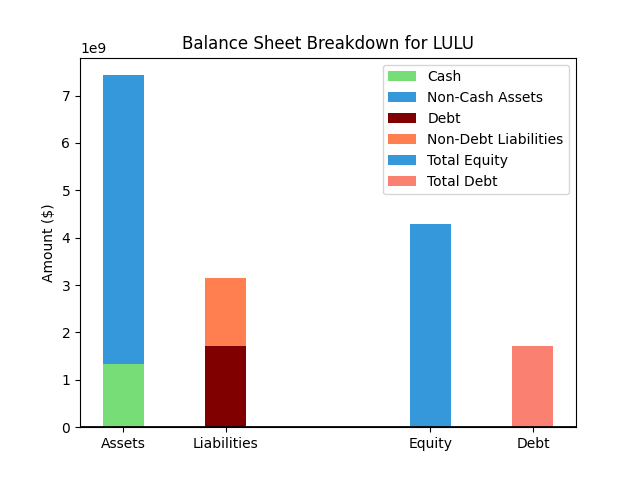 Balance Sheet Breakdown for LULU
1e9
Cash
Non-Cash Assets
Debt
Non-Debt Liabilities
Total Equity
Total Debt
Amount ($)
7
6
5
4
3
2
1
0
Assets Liabilities Equity Debt